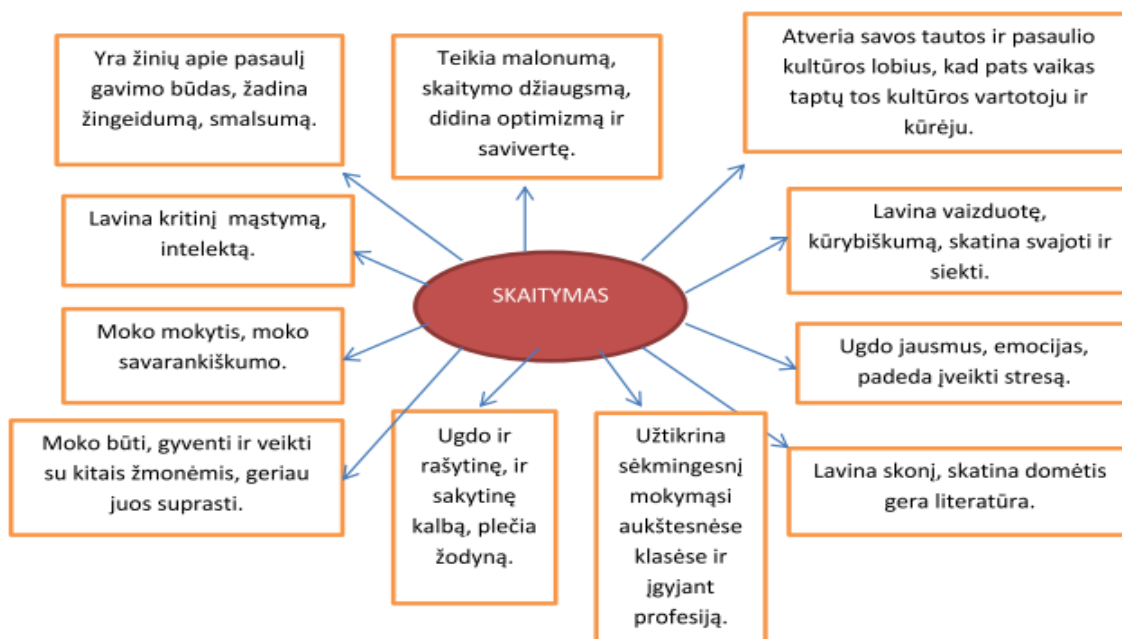 Yra žinių apie pasaulį
gavimo būdas, žadina
žingeidumą, smalsumą.
Teikia malonumą,
skaitymo džiaugsmą,
didina optimizmą ir
savivertę.
Atveria savos tautos ir pasaulio
kultūros lobius, kad pats vaikas
taptų tos kultūros vartotoju ir
kūrėju.
Lavina kritinį mąstymą,
intelektą.
Lavina vaizduotę,
kūrybiškumą, skatina svajoti ir
siekti.
SKAITYMAS
Moko mokytis, moko
savarankiškumo.
Ugdo jausmus, emocijas,
padeda įveikti stresą.
Moko būti, gyventi ir veikti
su kitais žmonėmis, geriau
juos suprasti.
Ugdo ir
rašytinę, ir
sakytinę
kalbą, plečia
žodyną.
Užtikrina
sėkmingesnį
mokymąsi
aukštesnėse
klasėse ir
įgyjant
profesiją.
Lavina skonį, skatina domėtis
gera literatūra.